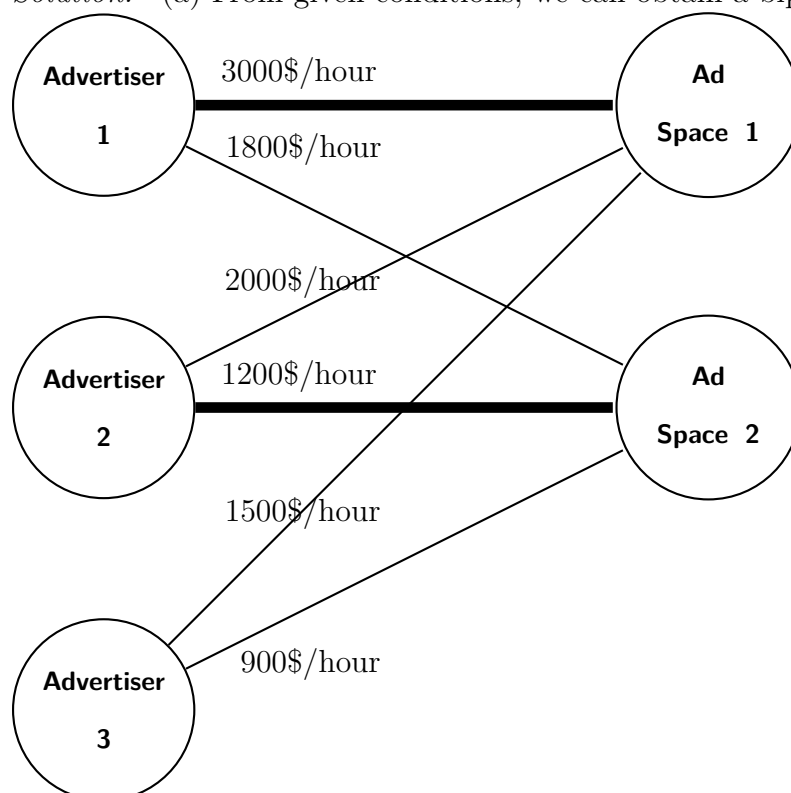 Solution. (a) From given conditions, we can obtain a bip
Advertiser
1
3000$/hour
Ad
Space 1
1800$/hour
2000$/hour
Advertiser
2
1200$/hour
Ad
Space 2
1500$/hour
900$/hour
Advertiser
3